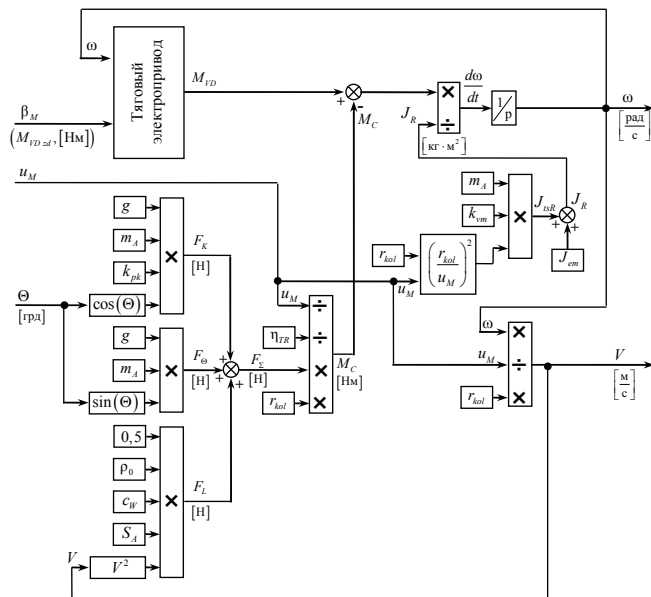 ω
Тяговый
электропривод
M_VD
dω
dt
1
p
ω
[рад
с]
β_M
(M_VD zd, [Нм])
+
-
M_C
×
÷
J_R
[кг · м²]
u_M
m_A
k_vm
×
J_tsR
J_R
+
+
J_em
r_kol
(r_kol
u_M)²
u_M
g
m_A
k_pk
cos(Θ)
×
F_K
[Н]
Θ
[грд]
g
m_A
sin(Θ)
×
F_Θ
[Н]
+
+
+
F_Σ
[Н]
u_M
η_TR
r_kol
÷
÷
×
×
M_C
[Нм]
ω
u_M
r_kol
×
÷
×
V
[м
с]
0,5
ρ_0
c_W
S_A
V
V²
×
F_L
[Н]